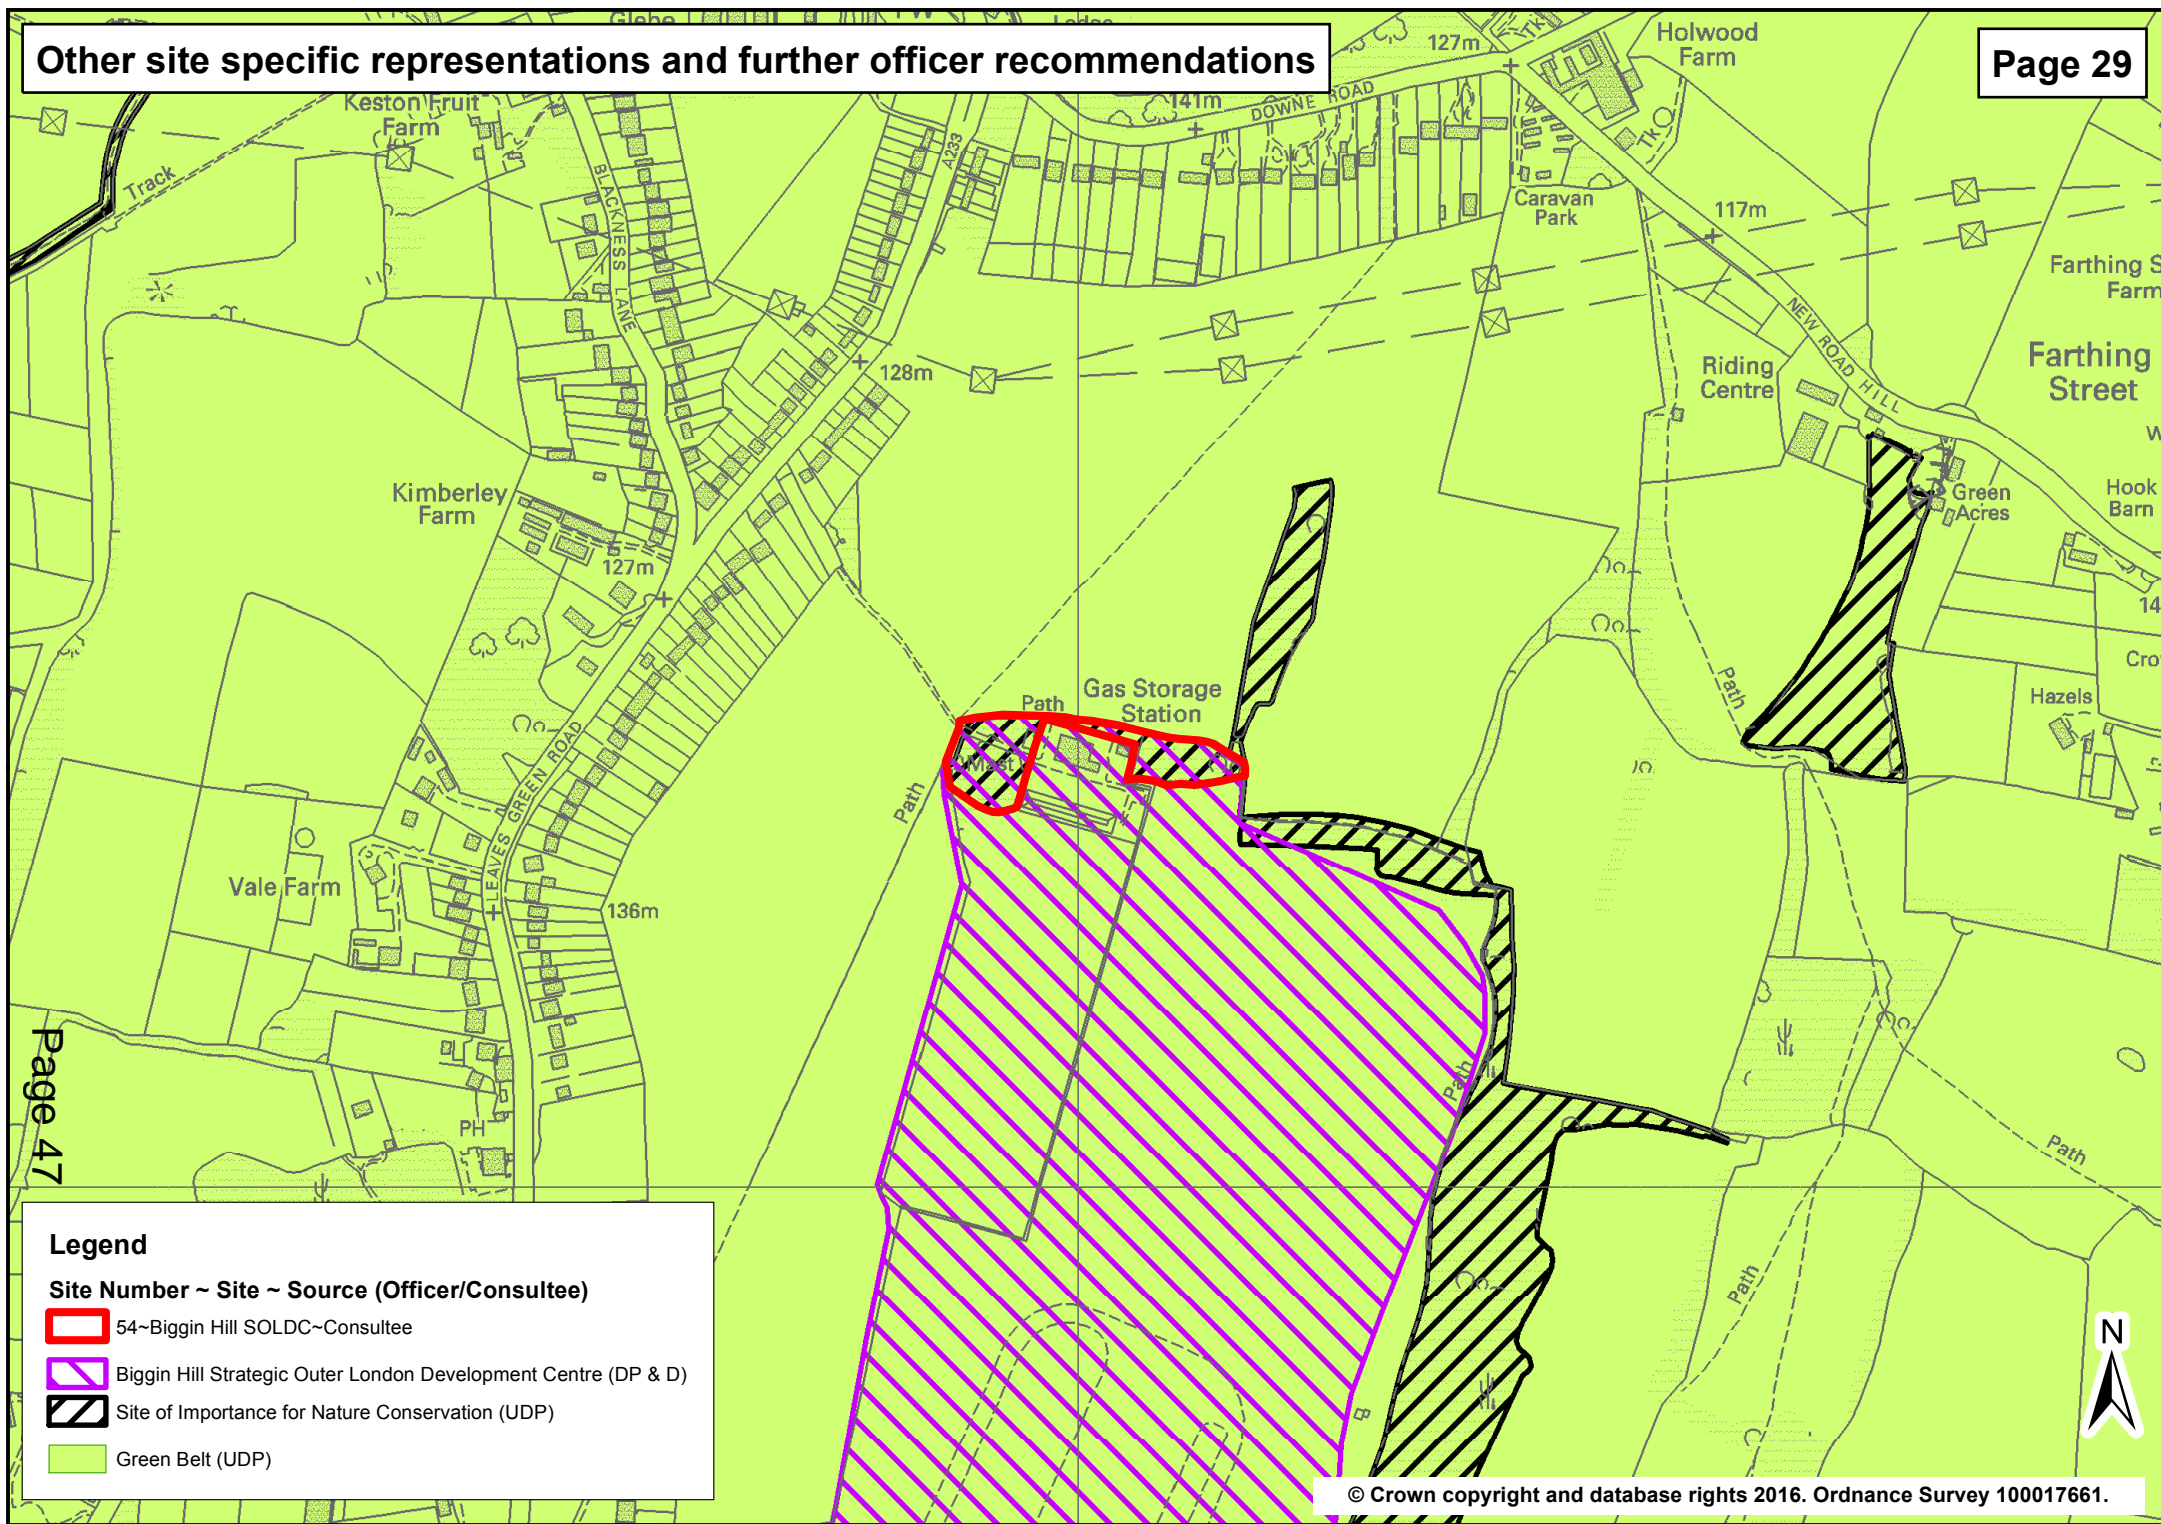 Other site specific representations and further officer recommendations
Page 29
Holwood
Farm
127m
Tk
Keston Fruit
Farm
141m
DOWNE ROAD
A233
Track
BLACKNESS LANE
Tk
Caravan
Park
117m
Farm
128m
NEW ROAD HILL
Riding
Centre
Farthing
Street
Kimberley
Farm
127m
Green
Acres
Hook
Barn
Path
Gas Storage
Station
Path
Hazels
Mast
Path
LEAVES GREEN ROAD
Vale Farm
136m
Path
Path
Path
PH
Page 47
Legend
Site Number ~ Site ~ Source (Officer/Consultee)
54~Biggin Hill SOLDC~Consultee
Biggin Hill Strategic Outer London Development Centre (DP & D)
Site of Importance for Nature Conservation (UDP)
Green Belt (UDP)
N
© Crown copyright and database rights 2016. Ordnance Survey 100017661.